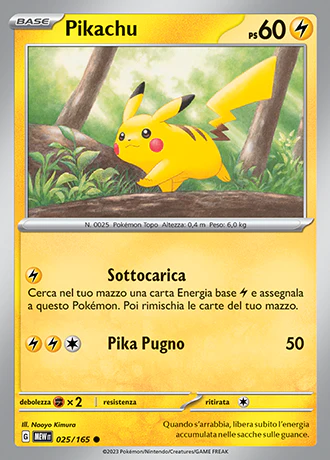 BASE
Pikachu
PS60
N. 0025 Pokémon Topo Altezza: 0,4 m Peso: 6,0 kg
Sottocarica
Cerca nel tuo mazzo una carta Energia base e assegnala
a questo Pokémon. Poi rimischia le carte del tuo mazzo.
Pika Pugno 50
debolezza ×2 resistenza ritirata
Ill. Naoyo Kimura
G MEW IT 025/165
Quando s'arrabbia, libera subito l'energia
accumulata nelle sacche sulle guance.
©2023 Pokémon/Nintendo/Creatures/GAME FREAK